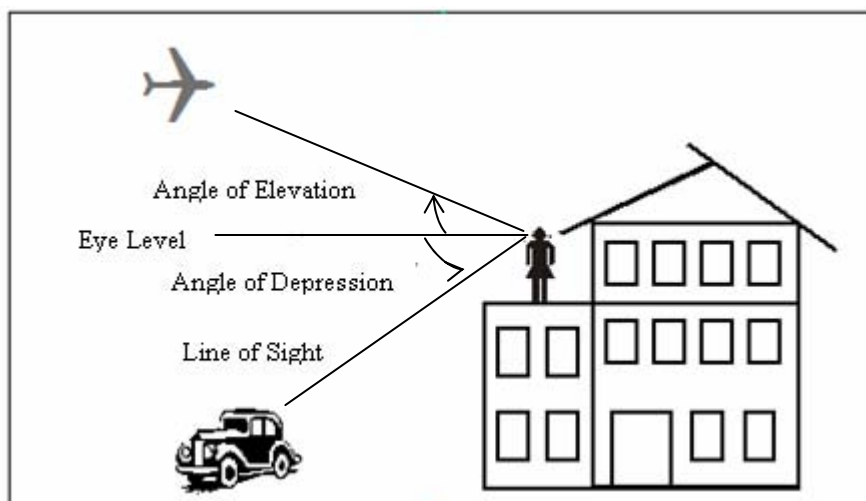 Angle of Elevation
Eye Level
Angle of Depression
Line of Sight